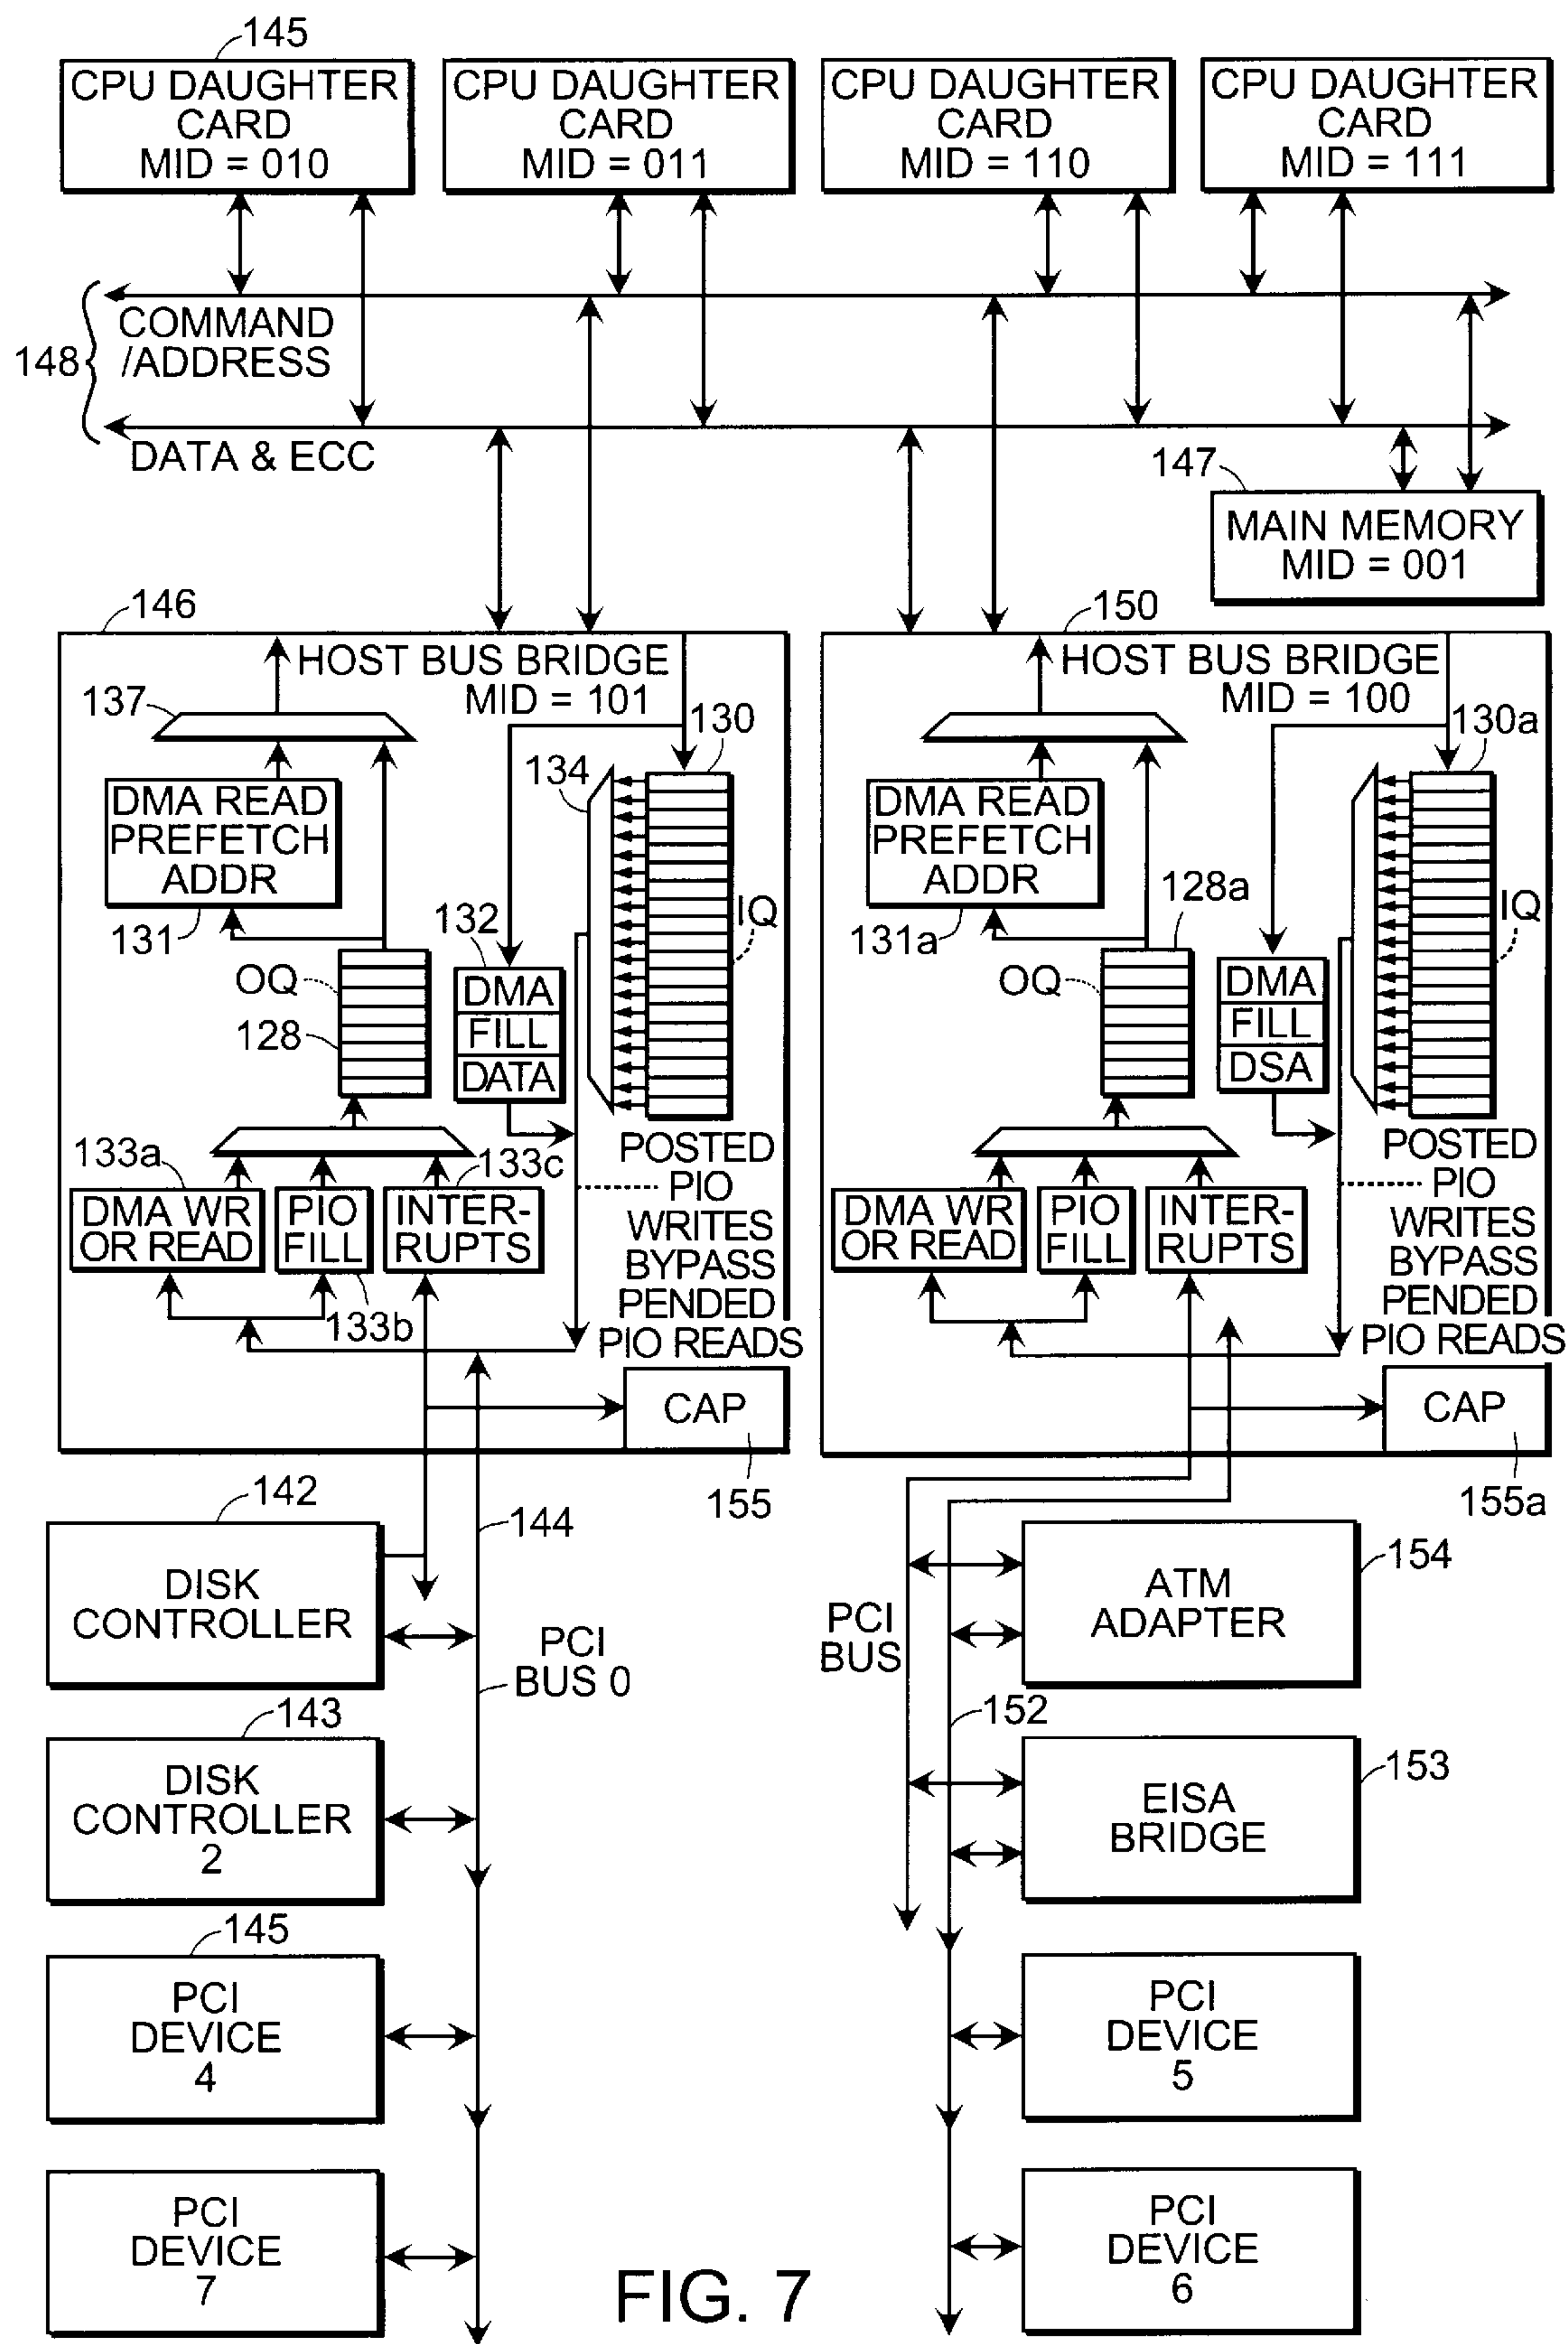 145
CPU DAUGHTER
CARD
MID = 010
CPU DAUGHTER
CARD
MID = 011
CPU DAUGHTER
CARD
MID = 110
CPU DAUGHTER
CARD
MID = 111
148
COMMAND
/ADDRESS
DATA & ECC
147
MAIN MEMORY
MID = 001
146
HOST BUS BRIDGE
MID = 101
137
130
134
DMA READ
PREFETCH
ADDR
131
132
IQ
OQ
128
DMA
FILL
DATA
133a
133c
DMA WR
OR READ
PIO
FILL
INTER-
RUPTS
133b
POSTED
PIO
WRITES
BYPASS
PENDED
PIO READS
CAP
155
150
HOST BUS BRIDGE
MID = 100
130a
DMA READ
PREFETCH
ADDR
131a
128a
IQ
OQ
DMA
FILL
DSA
DMA WR
OR READ
PIO
FILL
INTER-
RUPTS
POSTED
PIO
WRITES
BYPASS
PENDED
PIO READS
CAP
155a
142
DISK
CONTROLLER
144
PCI
BUS 0
143
DISK
CONTROLLER
2
145
PCI
DEVICE
4
PCI
DEVICE
7
PCI
BUS
154
ATM
ADAPTER
152
153
EISA
BRIDGE
PCI
DEVICE
5
PCI
DEVICE
6
FIG. 7